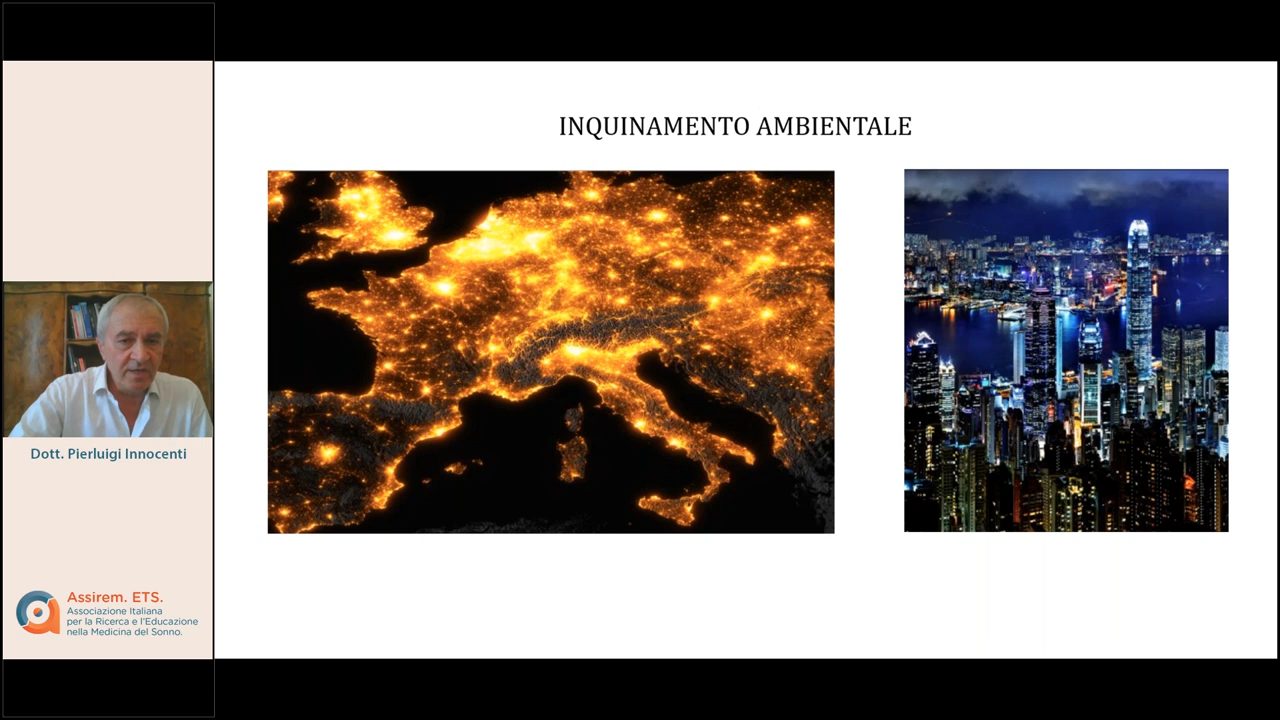 INQUINAMENTO AMBIENTALE
Dott. Pierluigi Innocenti
Assirem. ETS.
Associazione Italiana
per la Ricerca e l'Educazione
nella Medicina del Sonno.